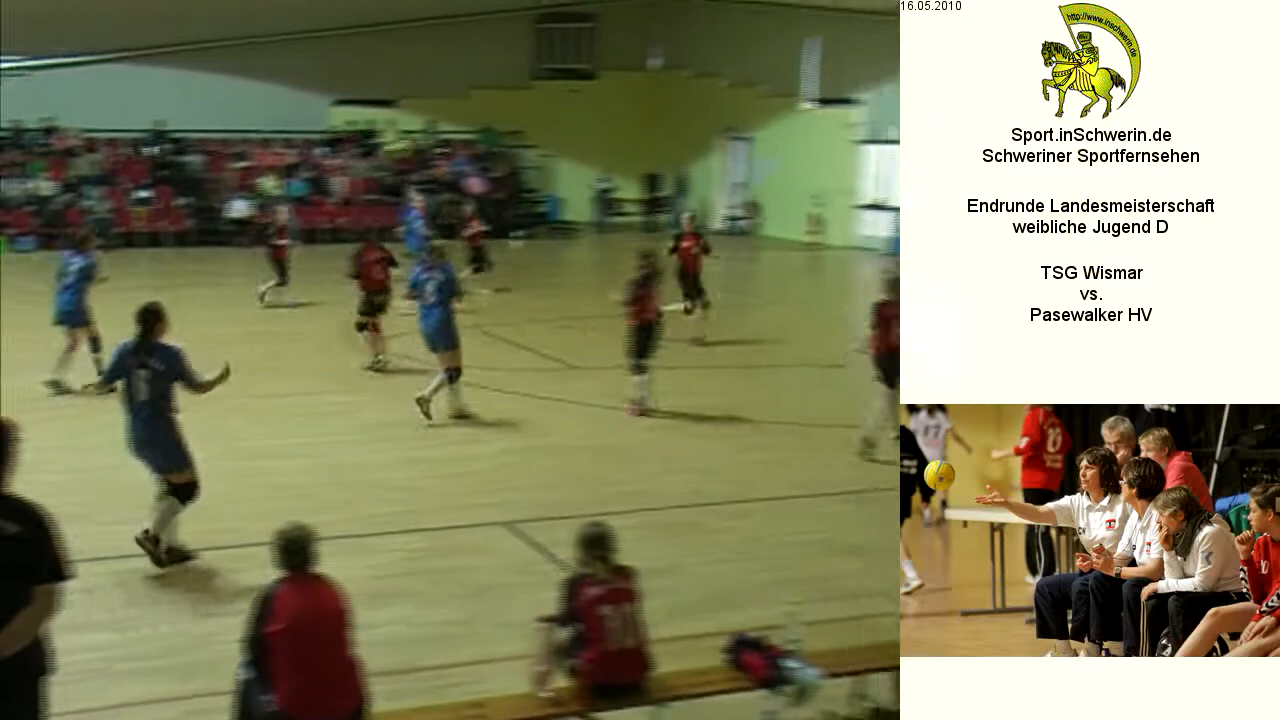 16.05.2010
http://www.inschwerin.de
Sport.inSchwerin.de
Schweriner Sportfernsehen
Endrunde Landesmeisterschaft
weibliche Jugend D
TSG Wismar
vs.
Pasewalker HV